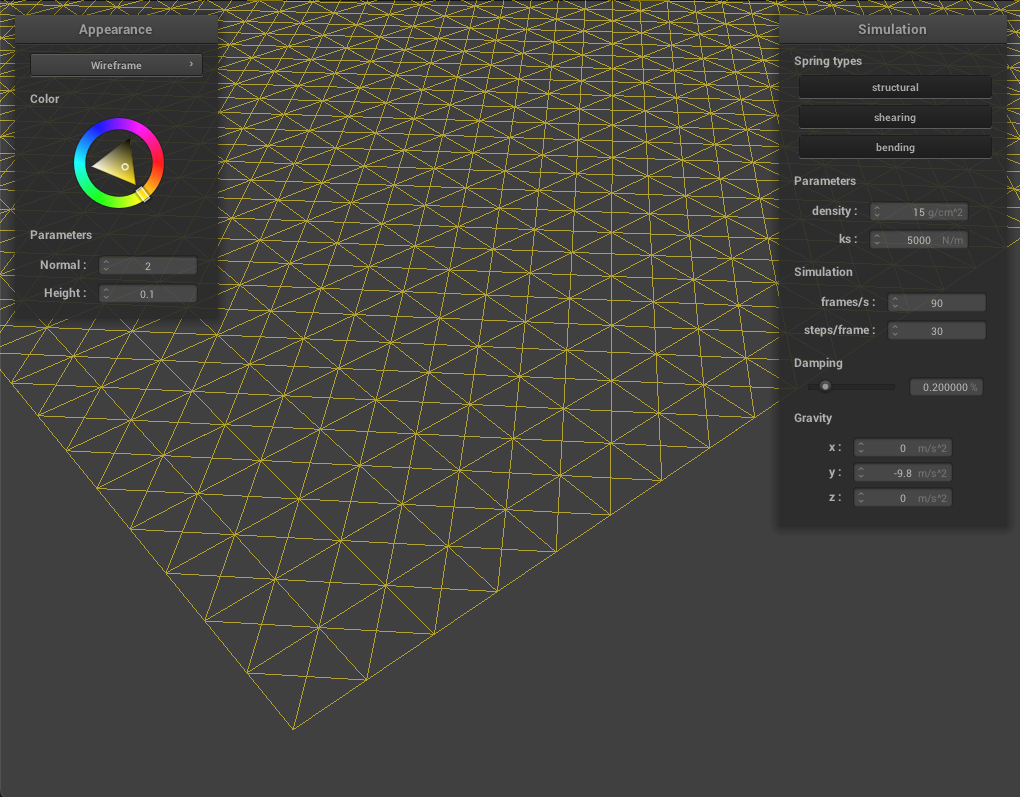 Appearance
Wireframe
Color
Parameters
Normal : 2
Height : 0.1
Simulation
Spring types
structural
shearing
bending
Parameters
density : 15 g/cm^2
ks : 5000 N/m
Simulation
frames/s : 90
steps/frame : 30
Damping
0.200000 %
Gravity
x : 0 m/s^2
y : -9.8 m/s^2
z : 0 m/s^2